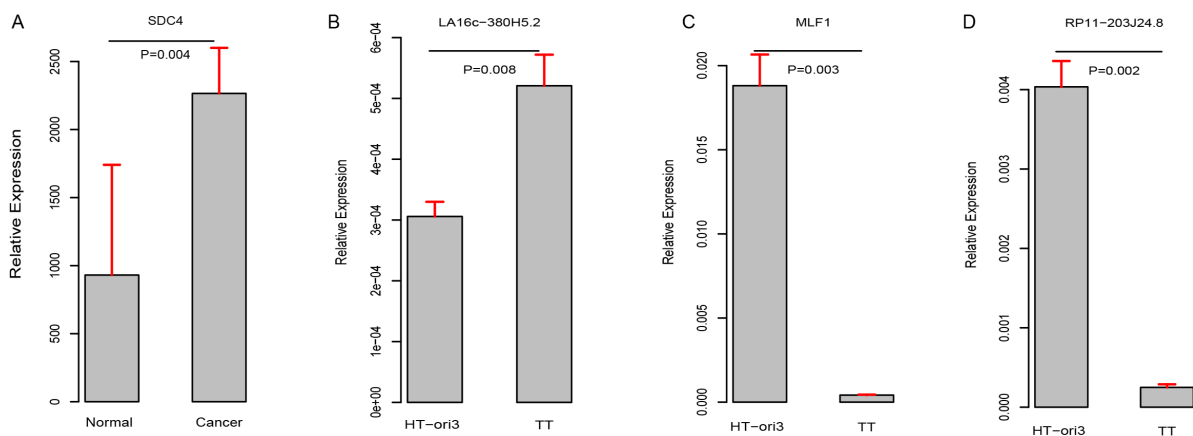 A
SDC4
P=0.004
Relative Expression
2500
2000
1500
1000
500
0
Normal
Cancer
B
LA16c−380H5.2
P=0.008
Relative Expression
6e−04
5e−04
4e−04
3e−04
2e−04
1e−04
0e+00
HT−ori3
TT
C
MLF1
P=0.003
Relative Expression
0.020
0.015
0.010
0.005
0.000
HT−ori3
TT
D
RP11−203J24.8
P=0.002
Relative Expression
0.004
0.003
0.002
0.001
0.000
HT−ori3
TT